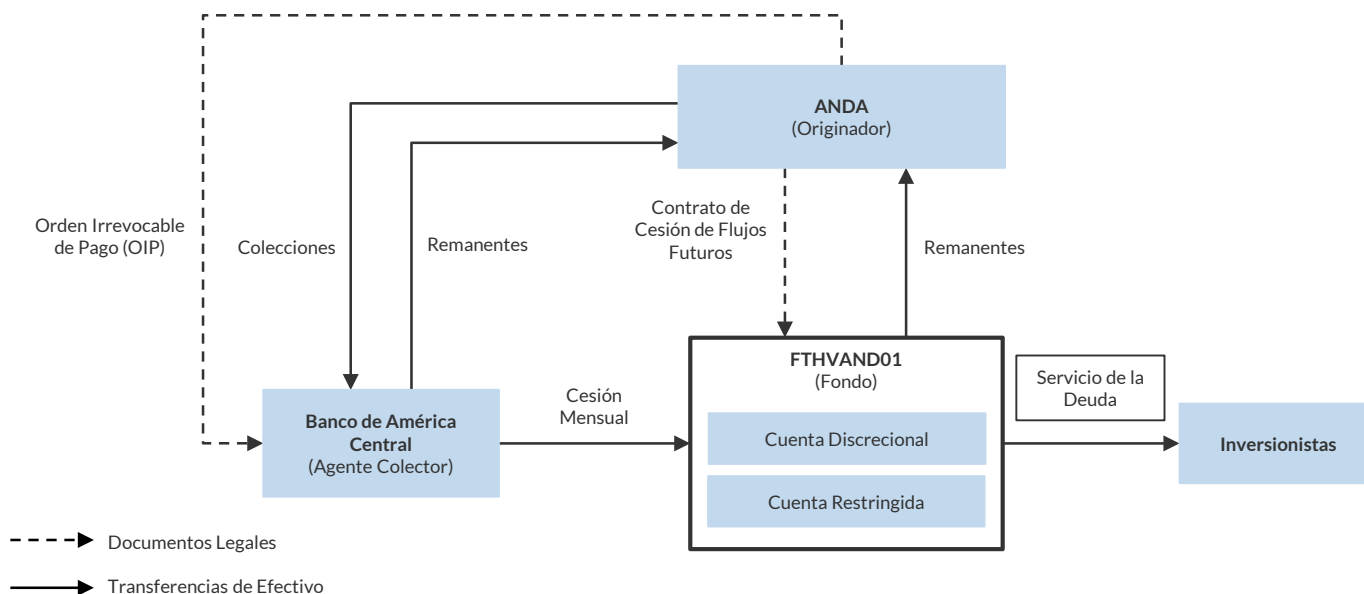 ANDA
(Originador)
Orden Irrevocable
de Pago (OIP)
Colecciones
Remanentes
Contrato de
Cesión de Flujos
Futuros
Remanentes
FTHVAND01
(Fondo)
Cuenta Discrecional
Cuenta Restringida
Servicio de la
Deuda
Cesión
Mensual
Banco de América
Central
(Agente Colector)
Inversionistas
Documentos Legales
Transferencias de Efectivo